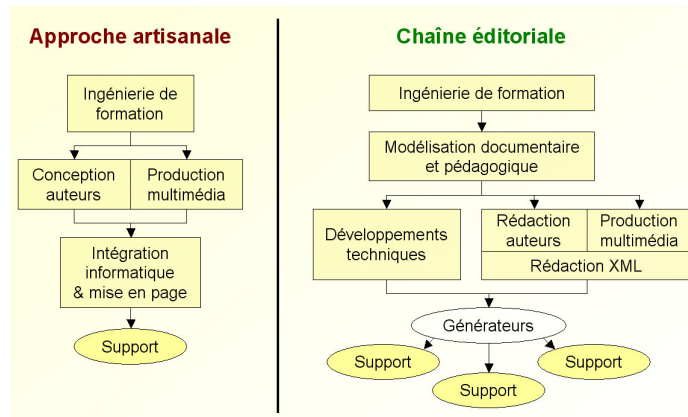 Approche artisanale
Ingénierie de
formation
Conception
auteurs
Production
multimédia
Intégration
informatique
& mise en page
Support
Chaîne éditoriale
Ingénierie de formation
Modélisation documentaire
et pédagogique
Développements
techniques
Rédaction
auteurs
Production
multimédia
Rédaction XML
Générateurs
Support
Support
Support